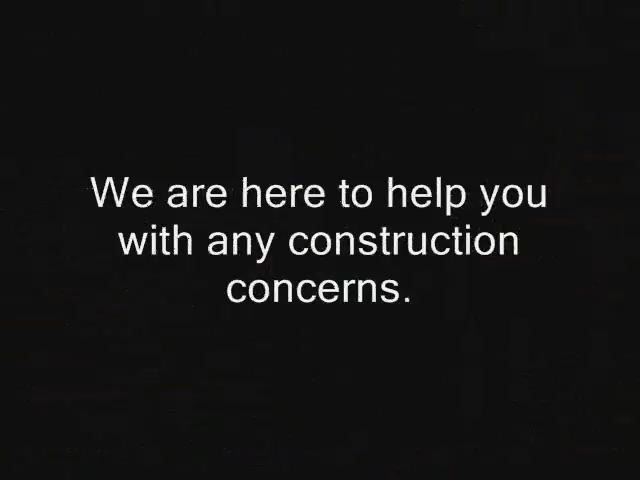 We are here to help you
with any construction
concerns.